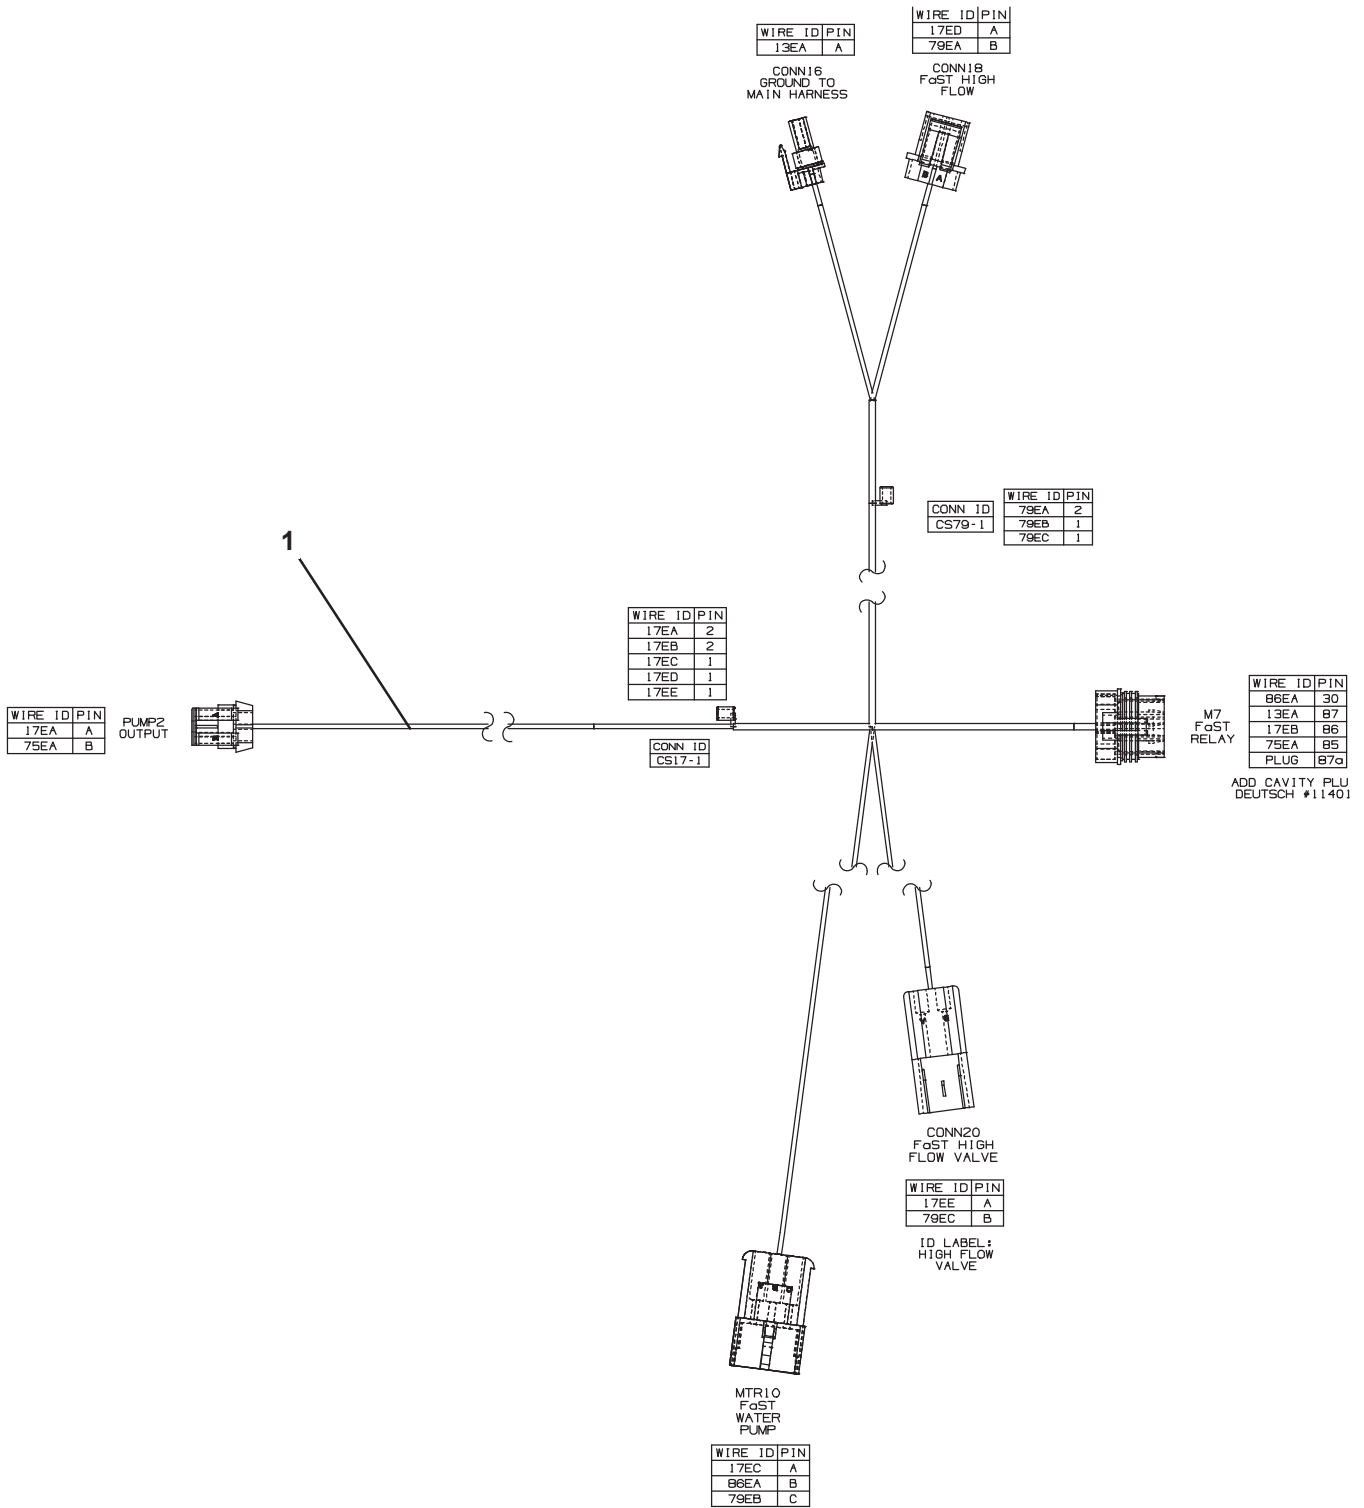 WIRE ID PIN
13EA A
CONN16
GROUND TO
MAIN HARNESS
WIRE ID PIN
17ED A
79EA B
CONN18
FaST HIGH
FLOW
B A
CONN ID
CS79-1
WIRE ID PIN
79EA 2
79EB 1
79EC 1
1
WIRE ID PIN
17EA 2
17EB 2
17EC 1
17ED 1
17EE 1
CONN ID
CS17-1
WIRE ID PIN
17EA A
75EA B
PUMP2
OUTPUT
M7
FaST
RELAY
WIRE ID PIN
86EA 30
13EA 87
17EB 86
75EA 85
PLUG 87a
ADD CAVITY PLU
DEUTSCH #11401
CONN20
FaST HIGH
FLOW VALVE
WIRE ID PIN
17EE A
79EC B
ID LABEL:
HIGH FLOW
VALVE
MTR10
FaST
WATER
PUMP
WIRE ID PIN
17EC A
86EA B
79EB C